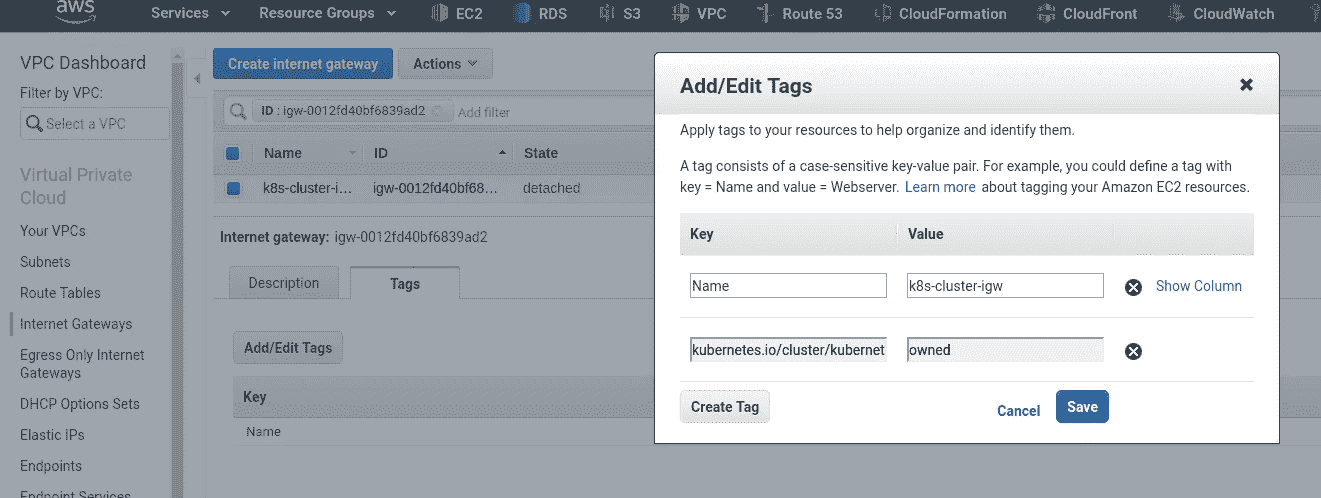 aws
Services
Resource Groups
EC2
RDS
S3
VPC
Route 53
CloudFormation
CloudFront
CloudWatch
VPC Dashboard
Filter by VPC:
Select a VPC
Virtual Private
Cloud
Your VPCs
Subnets
Route Tables
Internet Gateways
Egress Only Internet
Gateways
DHCP Options Sets
Elastic IPs
Endpoints
Endpoint Services
Create internet gateway
Actions
ID : igw-0012fd40bf6839ad2
Add filter
Name
ID
State
k8s-cluster-i...
igw-0012fd40bf68...
detached
Internet gateway: igw-0012fd40bf6839ad2
Description
Tags
Add/Edit Tags
Key
Name
Add/Edit Tags
Apply tags to your resources to help organize and identify them.
A tag consists of a case-sensitive key-value pair. For example, you could define a tag with
key = Name and value = Webserver. Learn more about tagging your Amazon EC2 resources.
Key
Value
Name
k8s-cluster-igw
Show Column
kubernetes.io/cluster/kubernet
owned
Create Tag
Cancel
Save